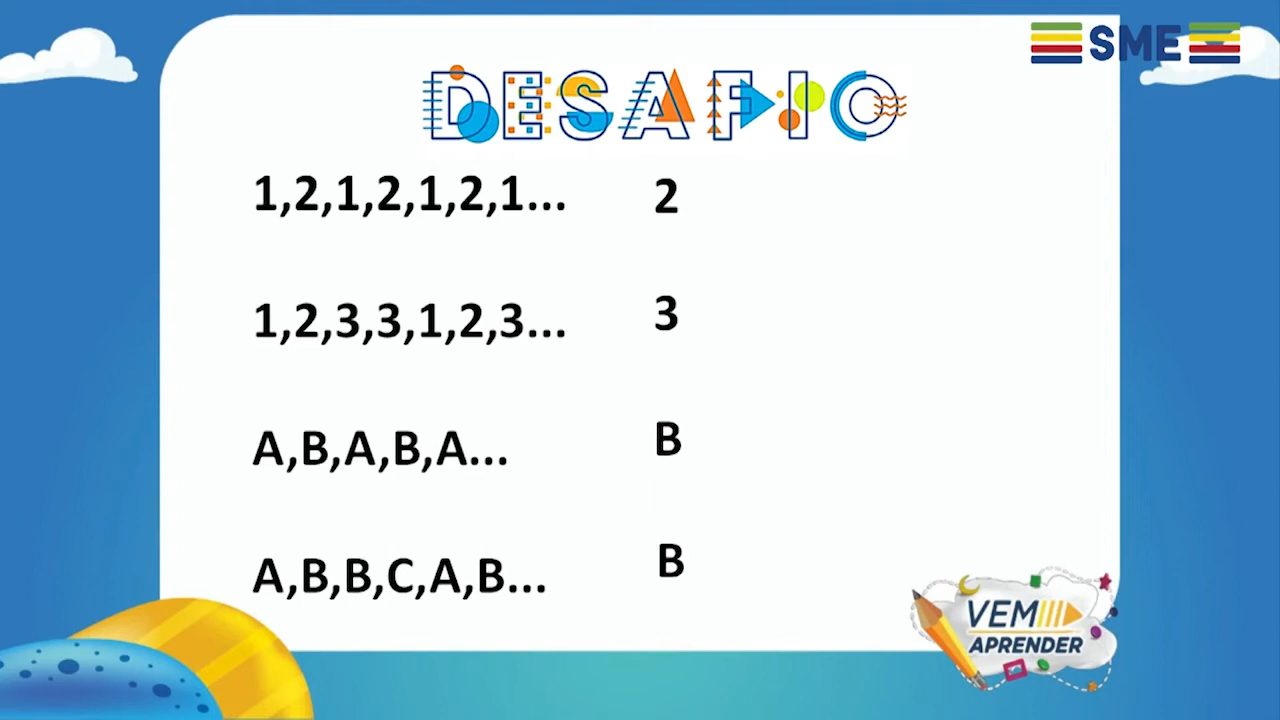 SME
DESAFIO
1,2,1,2,1,2,1... 2
1,2,3,3,1,2,3... 3
A,B,A,B,A... B
A,B,B,C,A,B... B
VEM
APRENDER